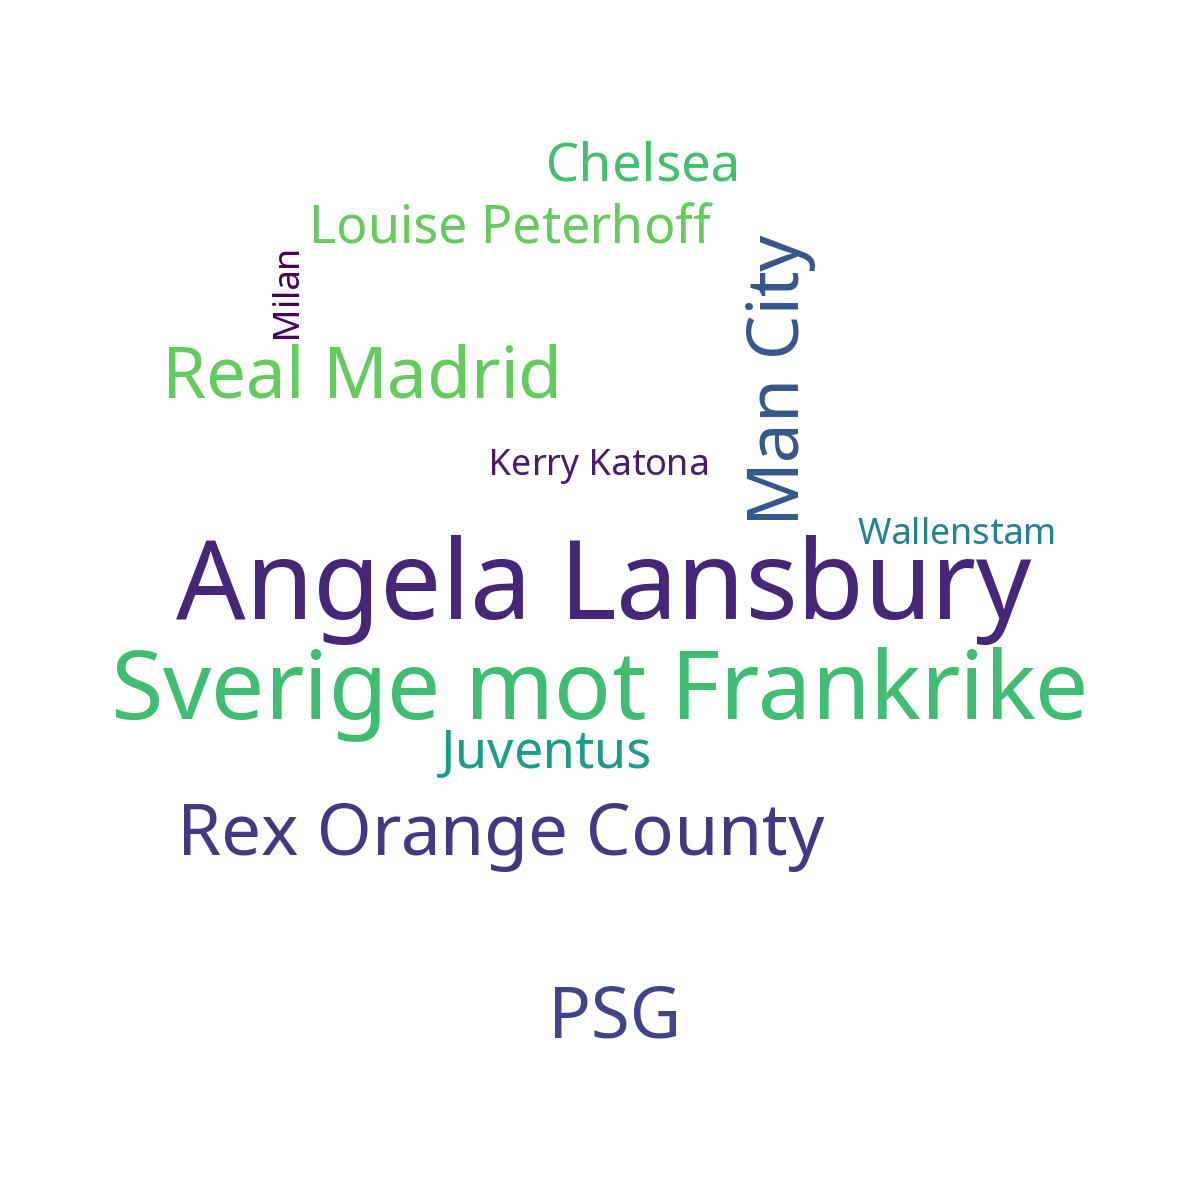 Chelsea
Louise Peterhoff
Milan
Man City
Real Madrid
Kerry Katona
Wallenstam
Angela Lansbury
Sverige mot Frankrike
Juventus
Rex Orange County
PSG